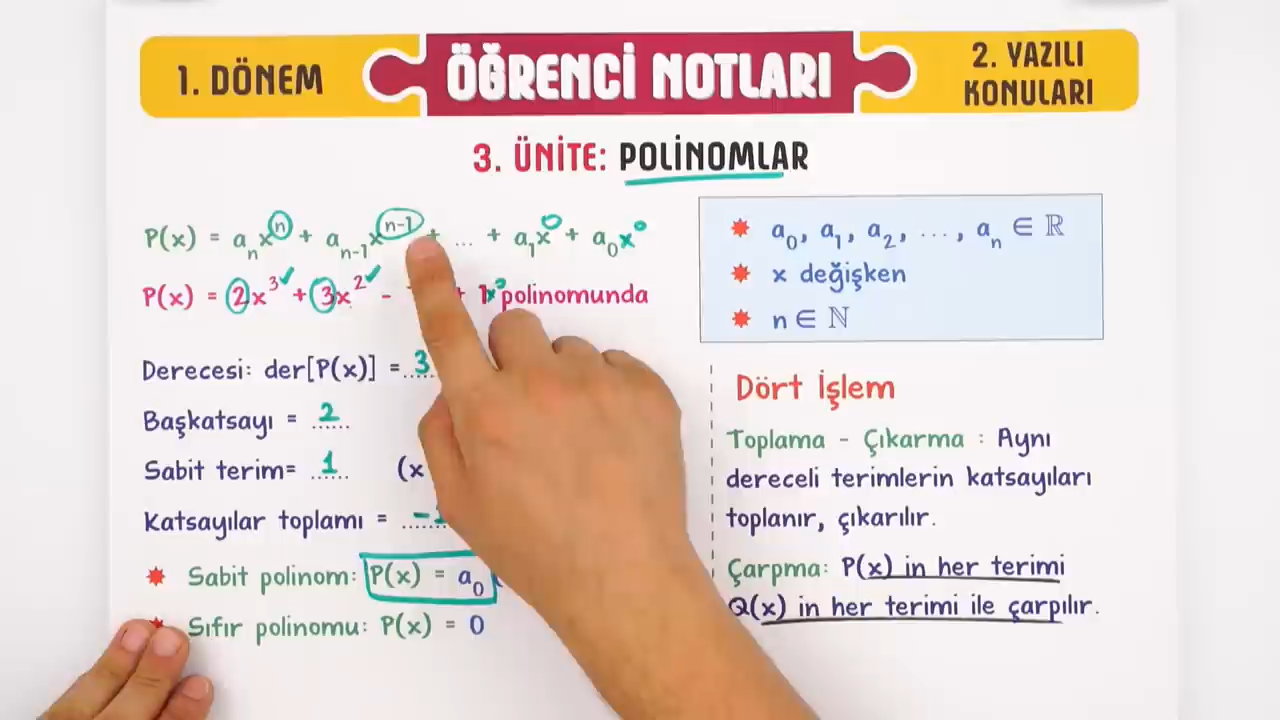 1. DÖNEM
ÖĞRENCİ NOTLARI
2. YAZILI
KONULARI
3. ÜNİTE: POLİNOMLAR
P(x) = aₙxⁿ + aₙ₋₁xⁿ⁻¹ + ... + a₁x⁰ + a₀x⁰
P(x) = 2x³ + 3x² - + 1x⁰ polinomunda
Derecesi: der[P(x)] = 3
Başkatsayı = 2
Sabit terim= 1 (x
Katsayılar toplamı =
Sabit polinom: P(x) = a₀
Sıfır polinomu: P(x) = 0
a₀, a₁, a₂, ..., aₙ ∈ ℝ
x değişken
n ∈ ℕ
Dört İşlem
Toplama - Çıkarma : Aynı
dereceli terimlerin katsayıları
toplanır, çıkarılır.
Çarpma: P(x) in her terimi
Q(x) in her terimi ile çarpılır.